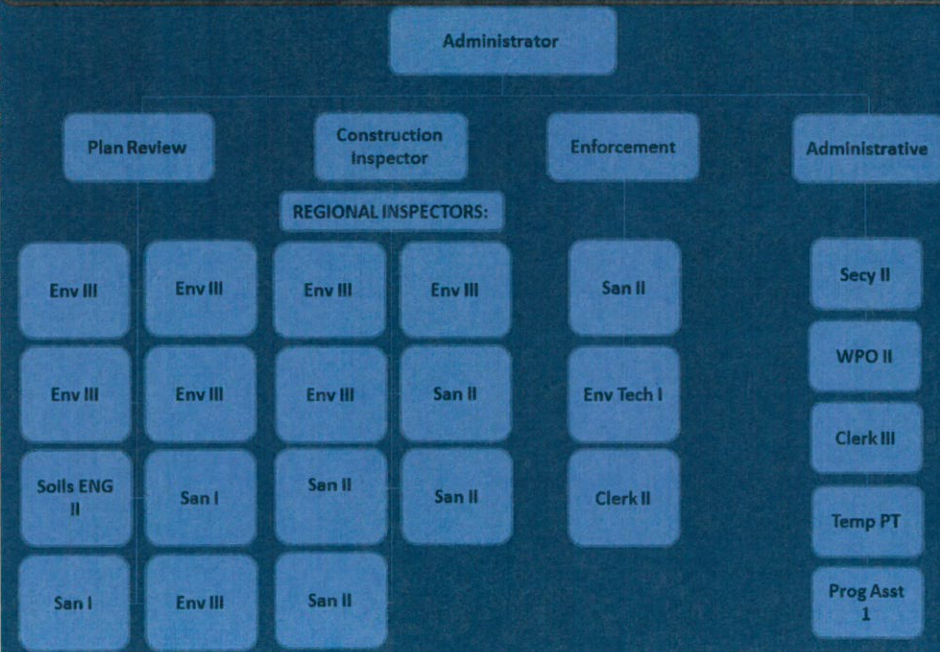 Administrator
Plan Review
Construction
Inspector
Enforcement
Administrative
REGIONAL INSPECTORS:
Env III
Env III
Env III
Env III
San II
Secy II
Env III
Env III
Env III
San II
Env Tech I
WPO II
Soils ENG
II
San I
San II
San II
Clerk II
Clerk III
Temp PT
San I
Env III
San II
Prog Asst
1